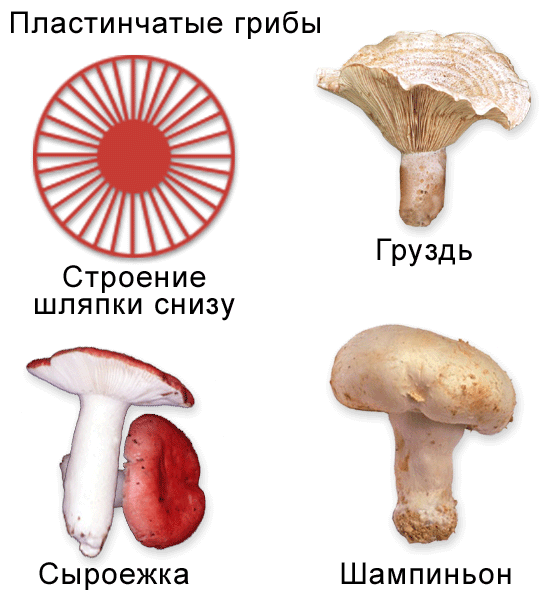 Пластинчатые грибы
Груздь
Строение
шляпки снизу
Сыроежка
Шампиньон